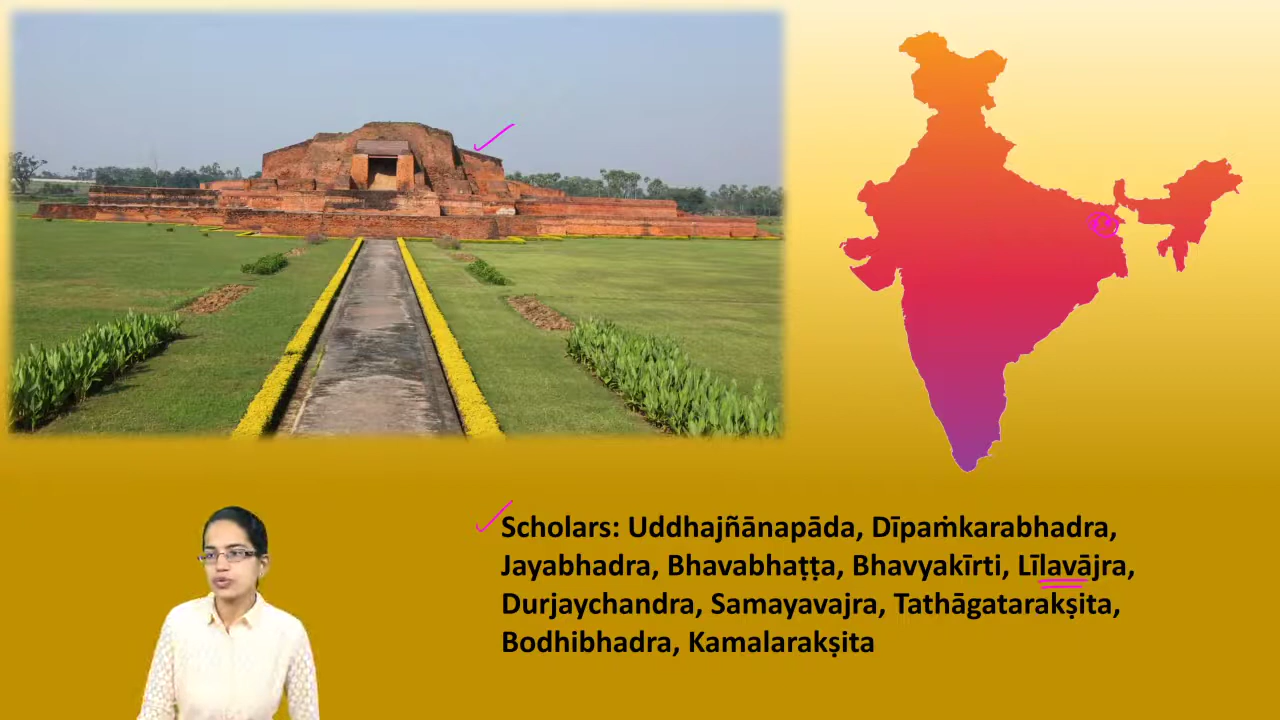 Scholars: Uddhajñānapāda, Dīpaṁkarabhadra,
Jayabhadra, Bhavabhaṭṭa, Bhavyakīrti, Līlavājra,
Durjaychandra, Samayavajra, Tathāgatarakṣita,
Bodhibhadra, Kamalarakṣita